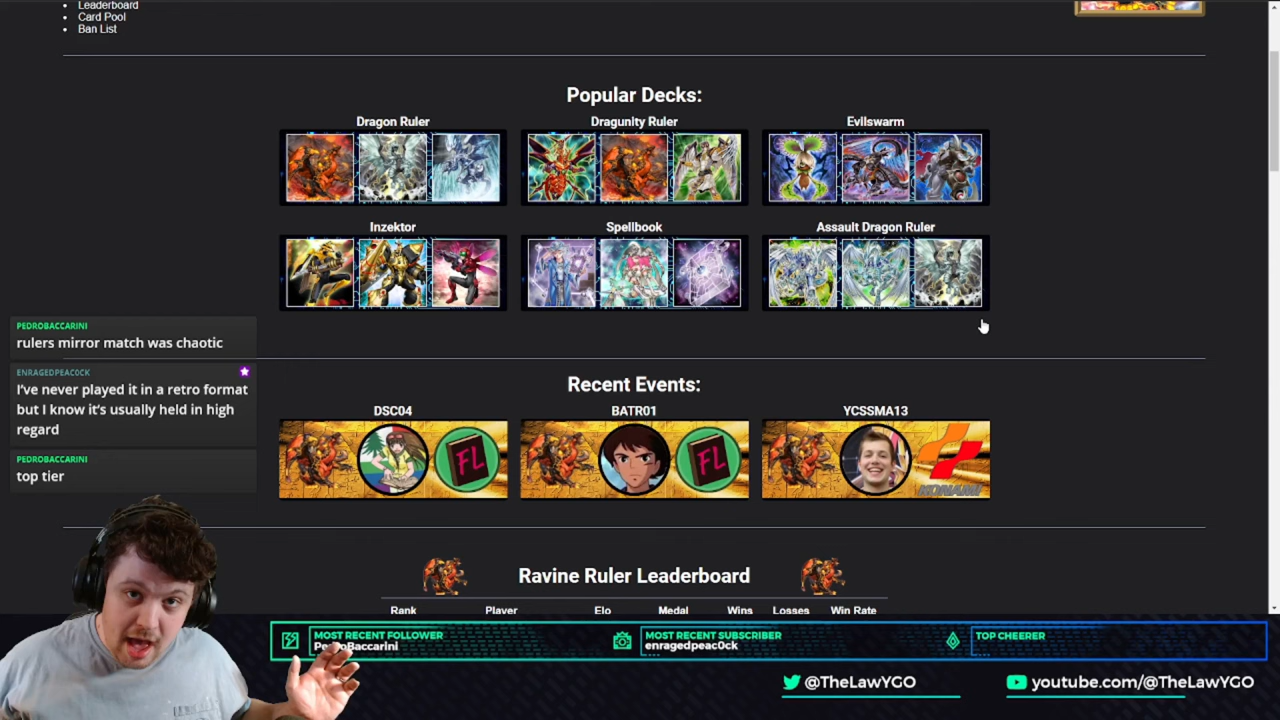 Leaderboard
Card Pool
Ban List
Popular Decks:
Dragon Ruler
Dragunity Ruler
Evilswarm
Inzektor
Spellbook
Assault Dragon Ruler
PEDROBACCARINI
rulers mirror match was chaotic
ENRAGEDPEAC0CK
I've never played it in a retro format
but I know it's usually held in high
regard
PEDROBACCARINI
top tier
Recent Events:
DSC04
BATR01
YCSSMA13
FL
FL
KONAMI
Ravine Ruler Leaderboard
Rank Player Elo Medal Wins Losses Win Rate
MOST RECENT FOLLOWER
PedroBaccarini
MOST RECENT SUBSCRIBER
enragedpeac0ck
TOP CHEERER
@TheLawYGO
youtube.com/@TheLawYGO